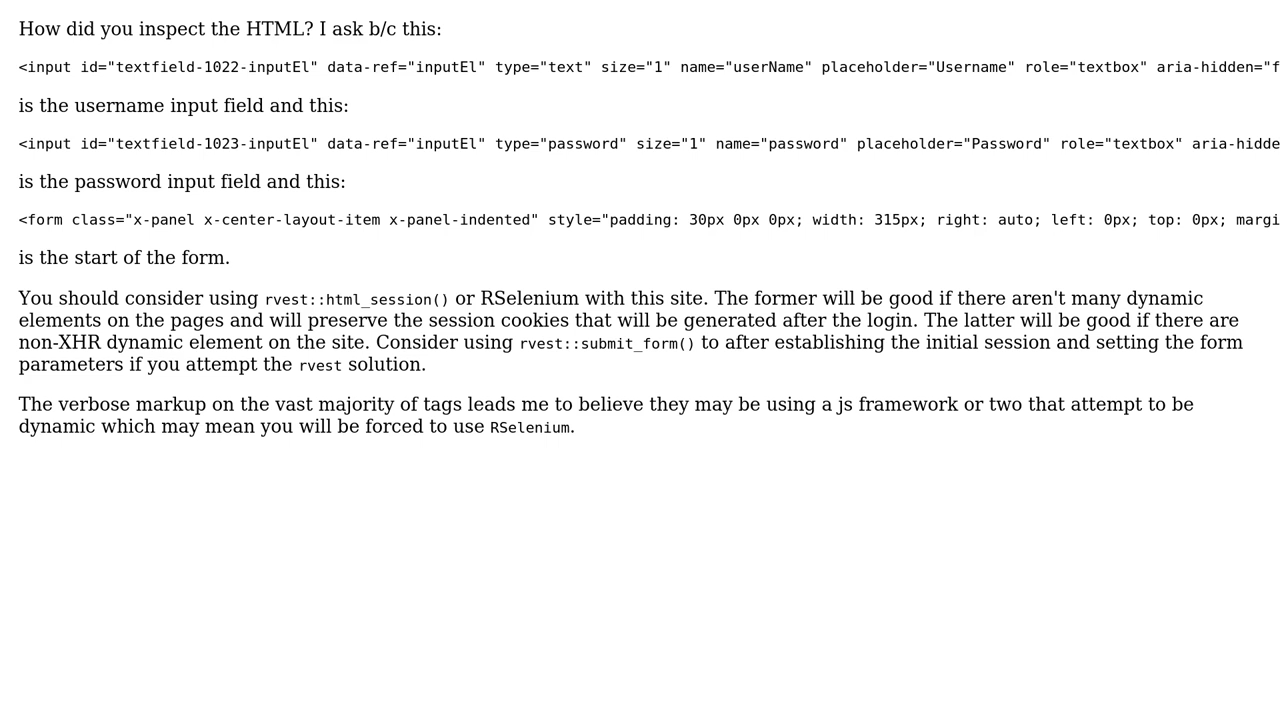 How did you inspect the HTML? I ask b/c this:
<input id="textfield-1022-inputEl" data-ref="inputEl" type="text" size="1" name="userName" placeholder="Username" role="textbox" aria-hidden="f
is the username input field and this:
<input id="textfield-1023-inputEl" data-ref="inputEl" type="password" size="1" name="password" placeholder="Password" role="textbox" aria-hidde
is the password input field and this:
<form class="x-panel x-center-layout-item x-panel-indented" style="padding: 30px 0px 0px; width: 315px; right: auto; left: 0px; top: 0px; margi
is the start of the form.
You should consider using rvest::html_session() or RSelenium with this site. The former will be good if there aren't many dynamic
elements on the pages and will preserve the session cookies that will be generated after the login. The latter will be good if there are
non-XHR dynamic element on the site. Consider using rvest::submit_form() to after establishing the initial session and setting the form
parameters if you attempt the rvest solution.
The verbose markup on the vast majority of tags leads me to believe they may be using a js framework or two that attempt to be
dynamic which may mean you will be forced to use RSelenium.